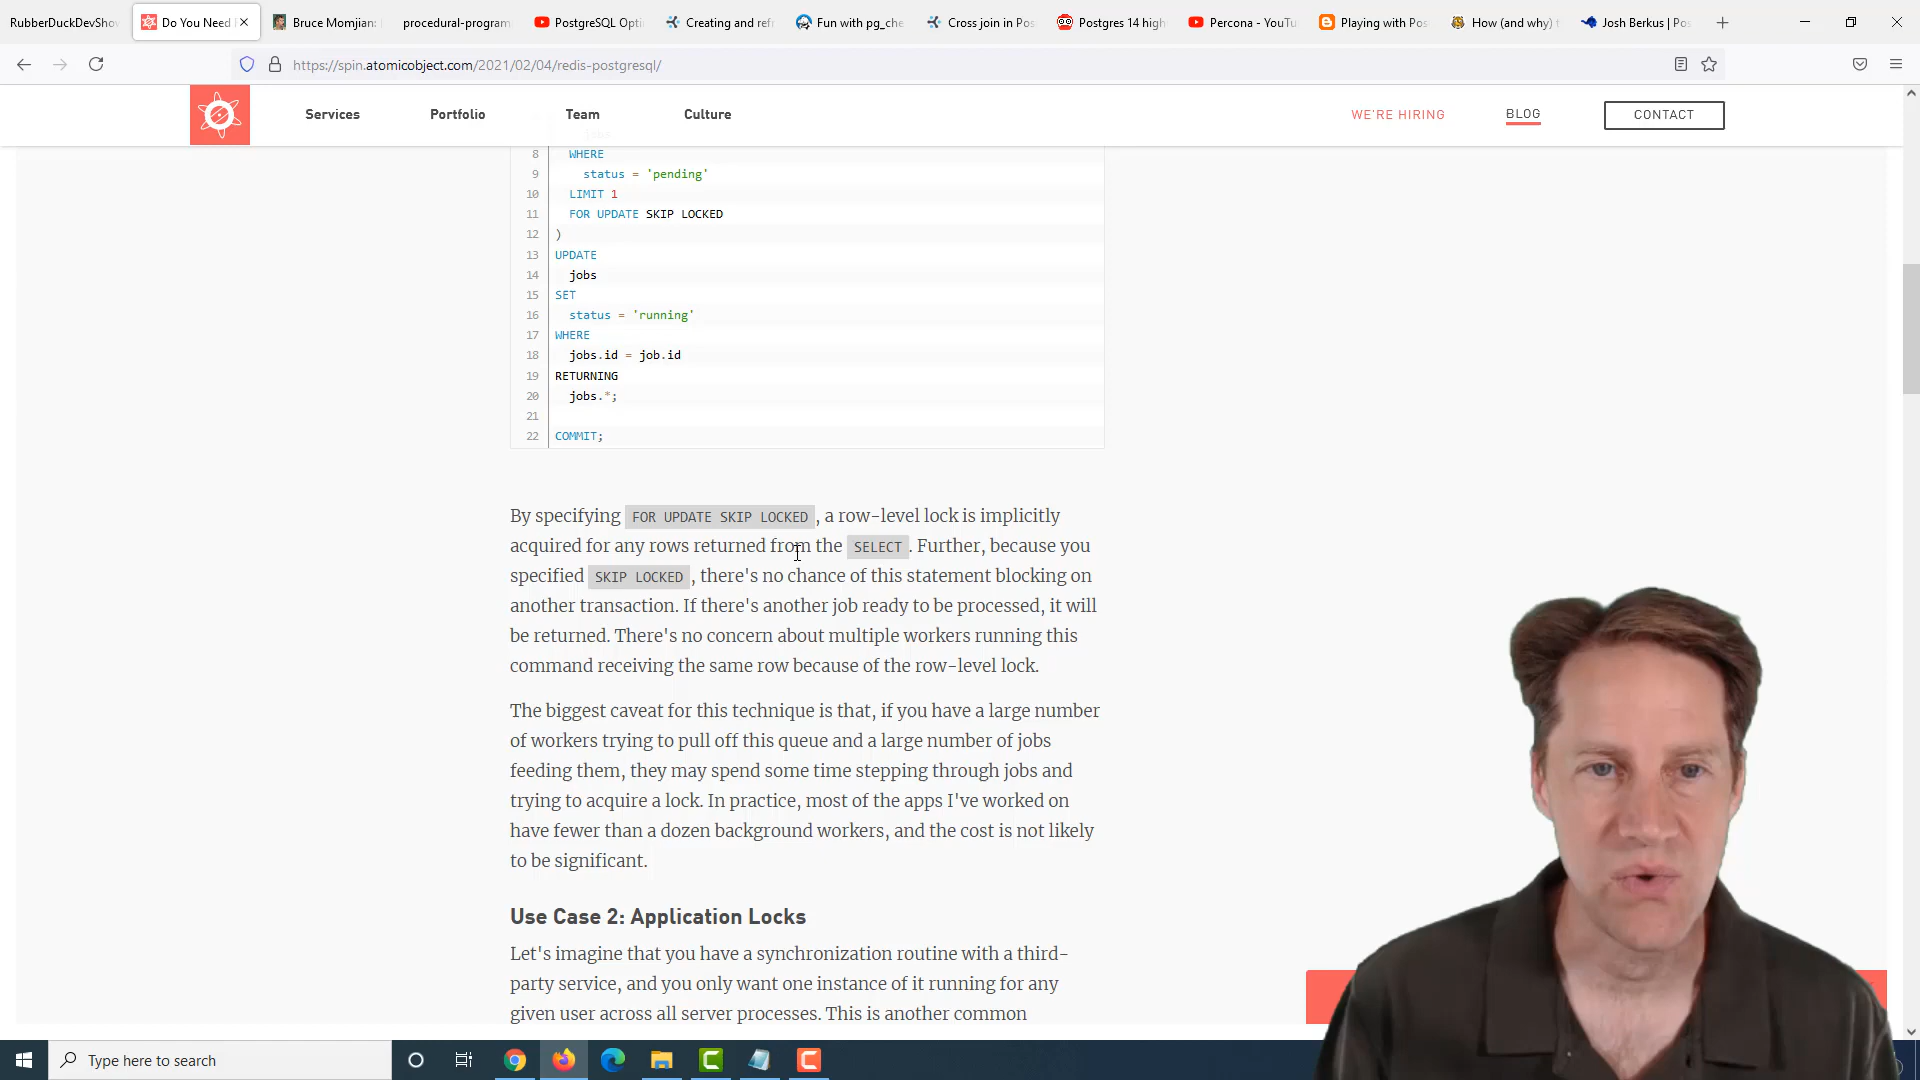 RubberDuckDevShow
Do You Need
Bruce Momjian:
procedural-program
PostgreSQL Opti
Creating and refr
Fun with pg_che
Cross join in Pos
Postgres 14 high
Percona - YouTu
Playing with Pos
How (and why) t
Josh Berkus | Pos
https://spin.atomicobject.com/2021/02/04/redis-postgresql/
Services Portfolio Team Culture WE'RE HIRING BLOG CONTACT
jobs
8 WHERE
9 status = 'pending'
10 LIMIT 1
11 FOR UPDATE SKIP LOCKED
12 )
13 UPDATE
14 jobs
15 SET
16 status = 'running'
17 WHERE
18 jobs.id = job.id
19 RETURNING
20 jobs.*;
21
22 COMMIT;
By specifying FOR UPDATE SKIP LOCKED, a row-level lock is implicitly
acquired for any rows returned from the SELECT. Further, because you
specified SKIP LOCKED, there's no chance of this statement blocking on
another transaction. If there's another job ready to be processed, it will
be returned. There's no concern about multiple workers running this
command receiving the same row because of the row-level lock.
The biggest caveat for this technique is that, if you have a large number
of workers trying to pull off this queue and a large number of jobs
feeding them, they may spend some time stepping through jobs and
trying to acquire a lock. In practice, most of the apps I've worked on
have fewer than a dozen background workers, and the cost is not likely
to be significant.
Use Case 2: Application Locks
Let's imagine that you have a synchronization routine with a third-
party service, and you only want one instance of it running for any
given user across all server processes. This is another common
Type here to search